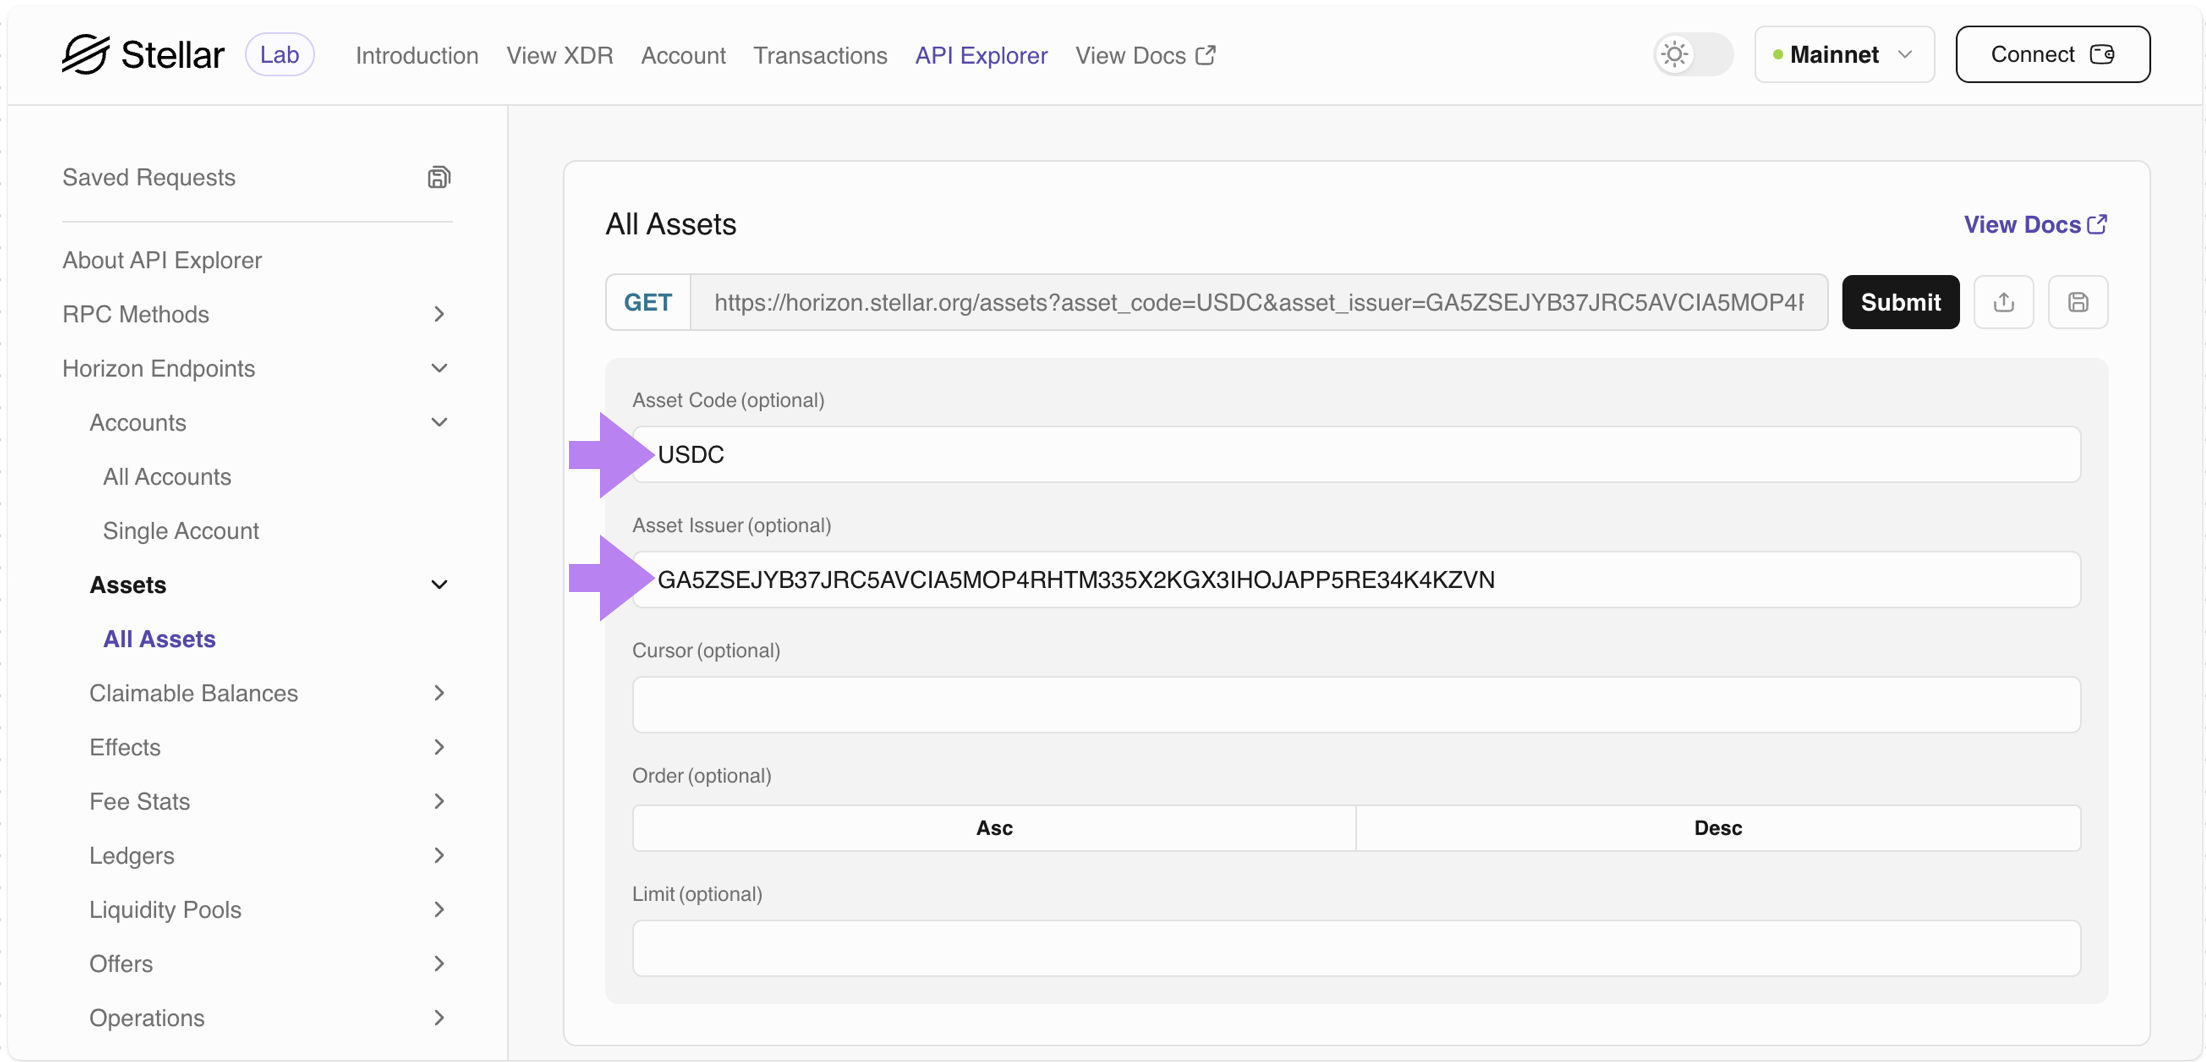 Stellar Lab Introduction View XDR Account Transactions API Explorer View Docs Mainnet Connect
Saved Requests
About API Explorer
RPC Methods
Horizon Endpoints
Accounts
All Accounts
Single Account
Assets
All Assets
Claimable Balances
Effects
Fee Stats
Ledgers
Liquidity Pools
Offers
Operations
All Assets View Docs
GET https://horizon.stellar.org/assets?asset_code=USDC&asset_issuer=GA5ZSEJYB37JRC5AVCIA5MOP4R Submit
Asset Code (optional)
USDC
Asset Issuer (optional)
GA5ZSEJYB37JRC5AVCIA5MOP4RHTM335X2KGX3IHOJAPP5RE34K4KZVN
Cursor (optional)
Order (optional)
Asc Desc
Limit (optional)